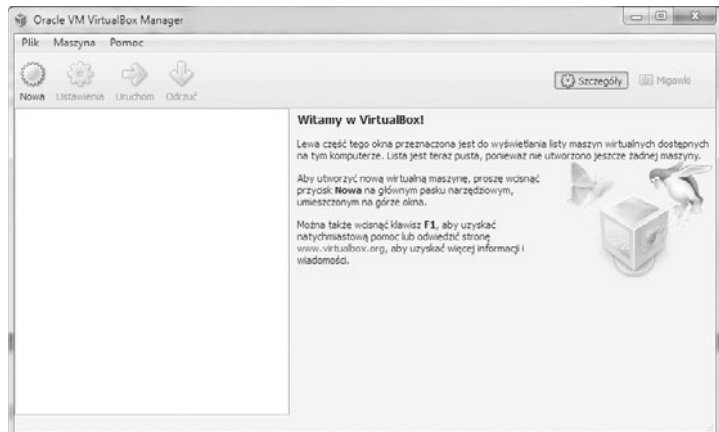 Oracle VM VirtualBox Manager
Plik Maszyna Pomoc
Nowa Ustawienia Uruchom Odrzuć
Szczegóły Migawki
Witamy w VirtualBox!
Lewa część tego okna przeznaczona jest do wyświetlania listy maszyn wirtualnych dostępnych
na tym komputerze. Lista jest teraz pusta, ponieważ nie utworzono jeszcze żadnej maszyny.
Aby utworzyć nową wirtualną maszynę, proszę wcisnąć
przycisk Nowa na głównym pasku narzędziowym,
umieszczonym na górze okna.
Można także wcisnąć klawisz F1, aby uzyskać
natychmiastową pomoc lub odwiedzić stronę
www.virtualbox.org, aby uzyskać więcej informacji i
wiadomości.